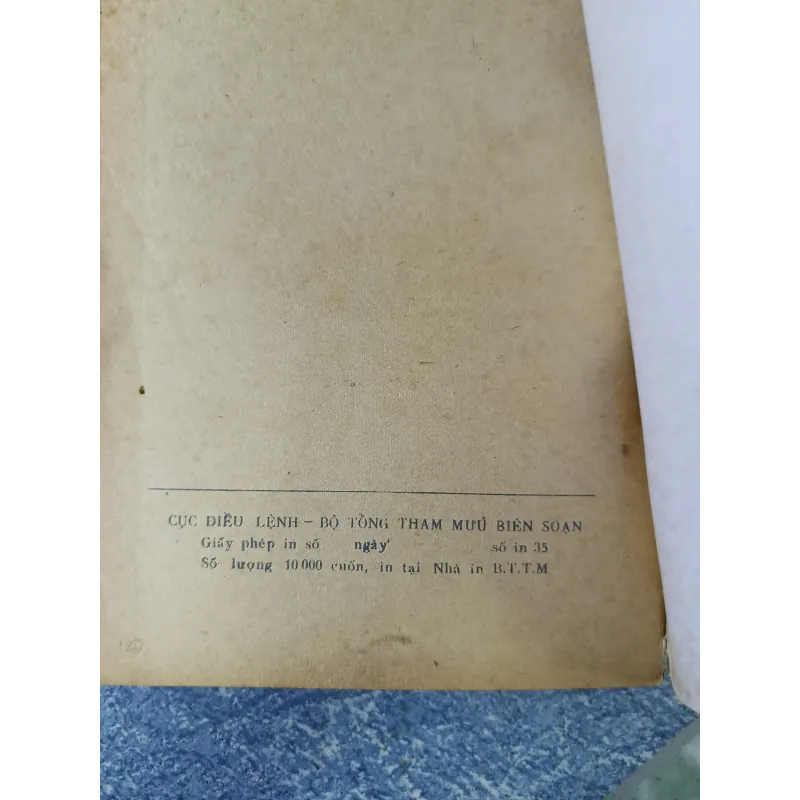 CỤC ĐIỀU LỆNH – BỘ TỔNG THAM MƯU BIÊN SOẠN
Giấy phép in số ngày số in 35
Số lượng 10 000 cuốn, in tại Nhà in B.T.T.M